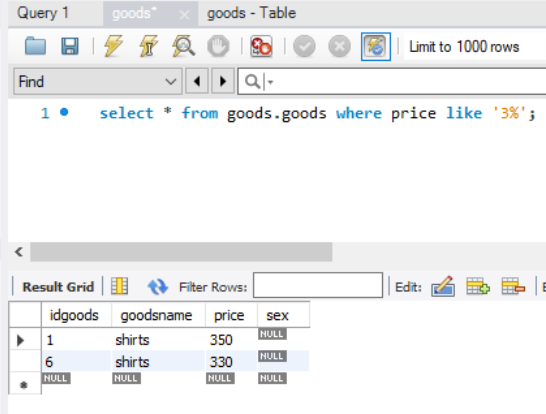 Query 1 goods* × goods - Table
Limit to 1000 rows
Find
1 select * from goods.goods where price like '3%';
Result Grid Filter Rows: Edit:
idgoods goodsname price sex
1 shirts 350 NULL
6 shirts 330 NULL
NULL NULL NULL NULL